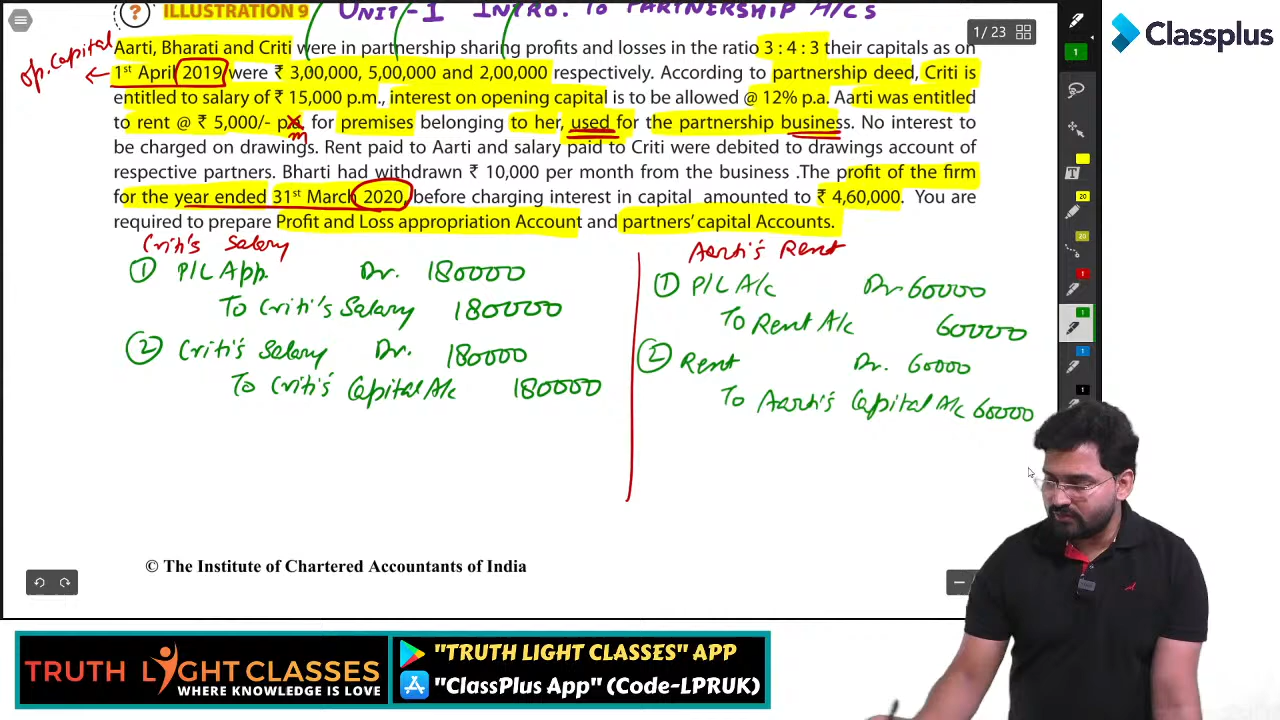 ILLUSTRATION 9
UNIT-I INTRO. TO PARTNERSHIP A/CS
1 / 23
Classplus
Op. Capital
Aarti, Bharati and Criti were in partnership sharing profits and losses in the ratio 3 : 4 : 3 their capitals as on
1st April 2019 were ₹ 3,00,000, 5,00,000 and 2,00,000 respectively. According to partnership deed, Criti is
entitled to salary of ₹ 15,000 p.m., interest on opening capital is to be allowed @ 12% p.a. Aarti was entitled
to rent @ ₹ 5,000/- p.a. for premises belonging to her, used for the partnership business. No interest to
m
be charged on drawings. Rent paid to Aarti and salary paid to Criti were debited to drawings account of
respective partners. Bharti had withdrawn ₹ 10,000 per month from the business .The profit of the firm
for the year ended 31st March 2020, before charging interest in capital amounted to ₹ 4,60,000. You are
required to prepare Profit and Loss appropriation Account and partners' capital Accounts.
Criti's Salary
① P/L App. Dr. 180000
To Criti's Salary 180000
② Criti's Salary Dr. 180000
To Criti's Capital A/c 180000
Aarti's Rent
① P/L A/c Dr 60000
To Rent A/c 60000
② Rent Dr. 60000
To Aarti's Capital A/c 60000
© The Institute of Chartered Accountants of India
TRUTH LIGHT CLASSES
WHERE KNOWLEDGE IS LOVE
"TRUTH LIGHT CLASSES" APP
"ClassPlus App" (Code-LPRUK)